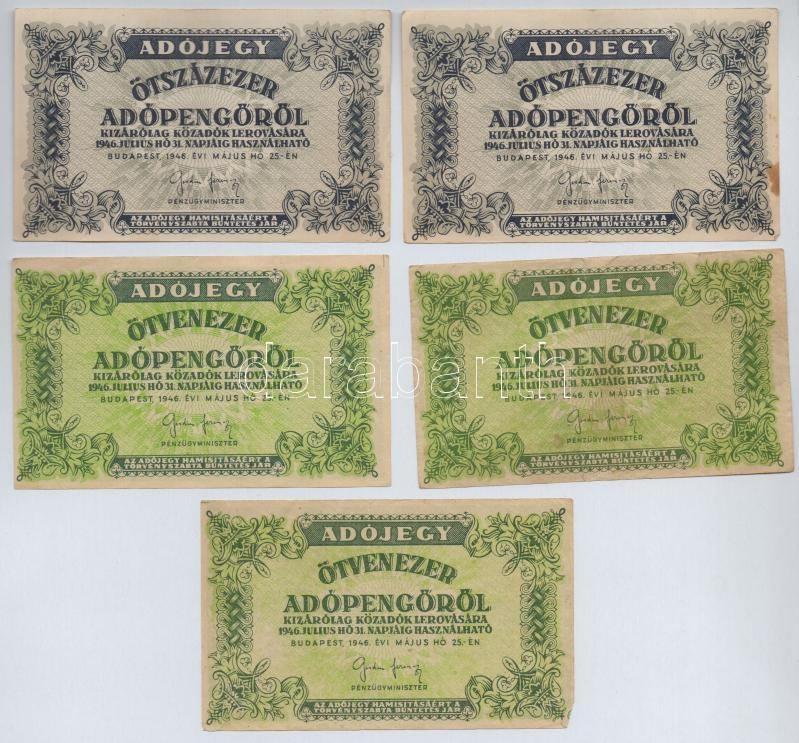 ADÓJEGY
ÖTSZÁZEZER
ADÓPENGŐRŐL
KIZÁRÓLAG KÖZADÓK LEROVÁSÁRA
1946. JULIUS HÓ 31. NAPJÁIG HASZNÁLHATÓ
BUDAPEST, 1946. ÉVI MÁJUS HÓ 25.-ÉN
PÉNZÜGYMINISZTER
AZ ADÓJEGY HAMISITÁSÁÉRT A
TÖRVÉNYSZABTA BÜNTETÉS JÁR
ADÓJEGY
ÖTSZÁZEZER
ADÓPENGŐRŐL
KIZÁRÓLAG KÖZADÓK LEROVÁSÁRA
1946. JULIUS HÓ 31. NAPJÁIG HASZNÁLHATÓ
BUDAPEST, 1946. ÉVI MÁJUS HÓ 25.-ÉN
PÉNZÜGYMINISZTER
AZ ADÓJEGY HAMISITÁSÁÉRT A
TÖRVÉNYSZABTA BÜNTETÉS JÁR
ADÓJEGY
ÖTVENEZER
ADÓPENGŐRŐL
KIZÁRÓLAG KÖZADÓK LEROVÁSÁRA
1946. JULIUS HÓ 31. NAPJÁIG HASZNÁLHATÓ
BUDAPEST, 1946. ÉVI MÁJUS HÓ 25.-ÉN
PÉNZÜGYMINISZTER
AZ ADÓJEGY HAMISITÁSÁÉRT A
TÖRVÉNYSZABTA BÜNTETÉS JÁR
ADÓJEGY
ÖTVENEZER
ADÓPENGŐRŐL
KIZÁRÓLAG KÖZADÓK LEROVÁSÁRA
1946. JULIUS HÓ 31. NAPJÁIG HASZNÁLHATÓ
BUDAPEST, 1946. ÉVI MÁJUS HÓ 25.-ÉN
PÉNZÜGYMINISZTER
AZ ADÓJEGY HAMISITÁSÁÉRT A
TÖRVÉNYSZABTA BÜNTETÉS JÁR
darabanth
ADÓJEGY
ÖTVENEZER
ADÓPENGŐRŐL
KIZÁRÓLAG KÖZADÓK LEROVÁSÁRA
1946. JULIUS HÓ 31. NAPJÁIG HASZNÁLHATÓ
BUDAPEST, 1946. ÉVI MÁJUS HÓ 25.-ÉN
PÉNZÜGYMINISZTER
AZ ADÓJEGY HAMISITÁSÁÉRT A
TÖRVÉNYSZABTA BÜNTETÉS JÁR